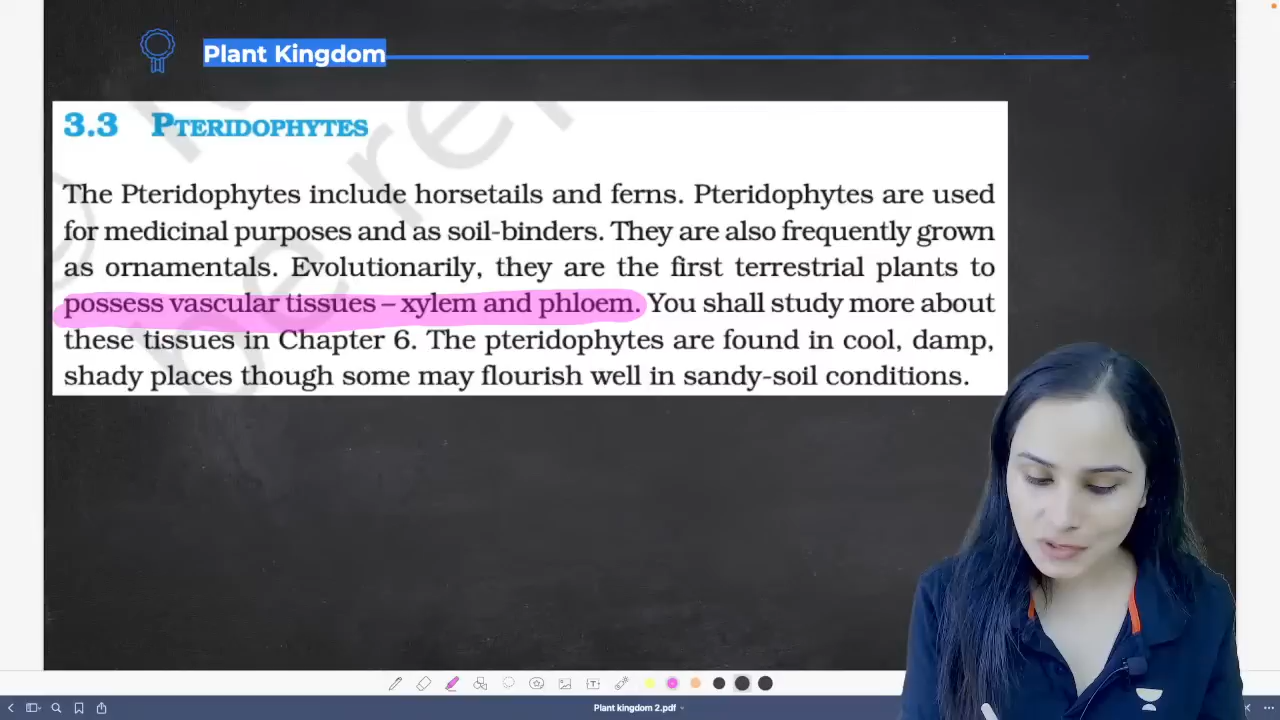 Plant Kingdom
3.3 PTERIDOPHYTES
The Pteridophytes include horsetails and ferns. Pteridophytes are used
for medicinal purposes and as soil-binders. They are also frequently grown
as ornamentals. Evolutionarily, they are the first terrestrial plants to
possess vascular tissues – xylem and phloem. You shall study more about
these tissues in Chapter 6. The pteridophytes are found in cool, damp,
shady places though some may flourish well in sandy-soil conditions.
Plant kingdom 2.pdf